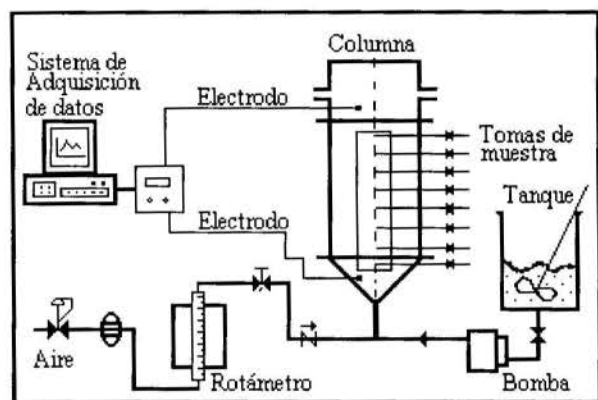 Columna
Sistema de
Adquisición
de datos
Electrodo
Tomas de
muestra
Tanque
Electrodo
Aire
Rotámetro
Bomba